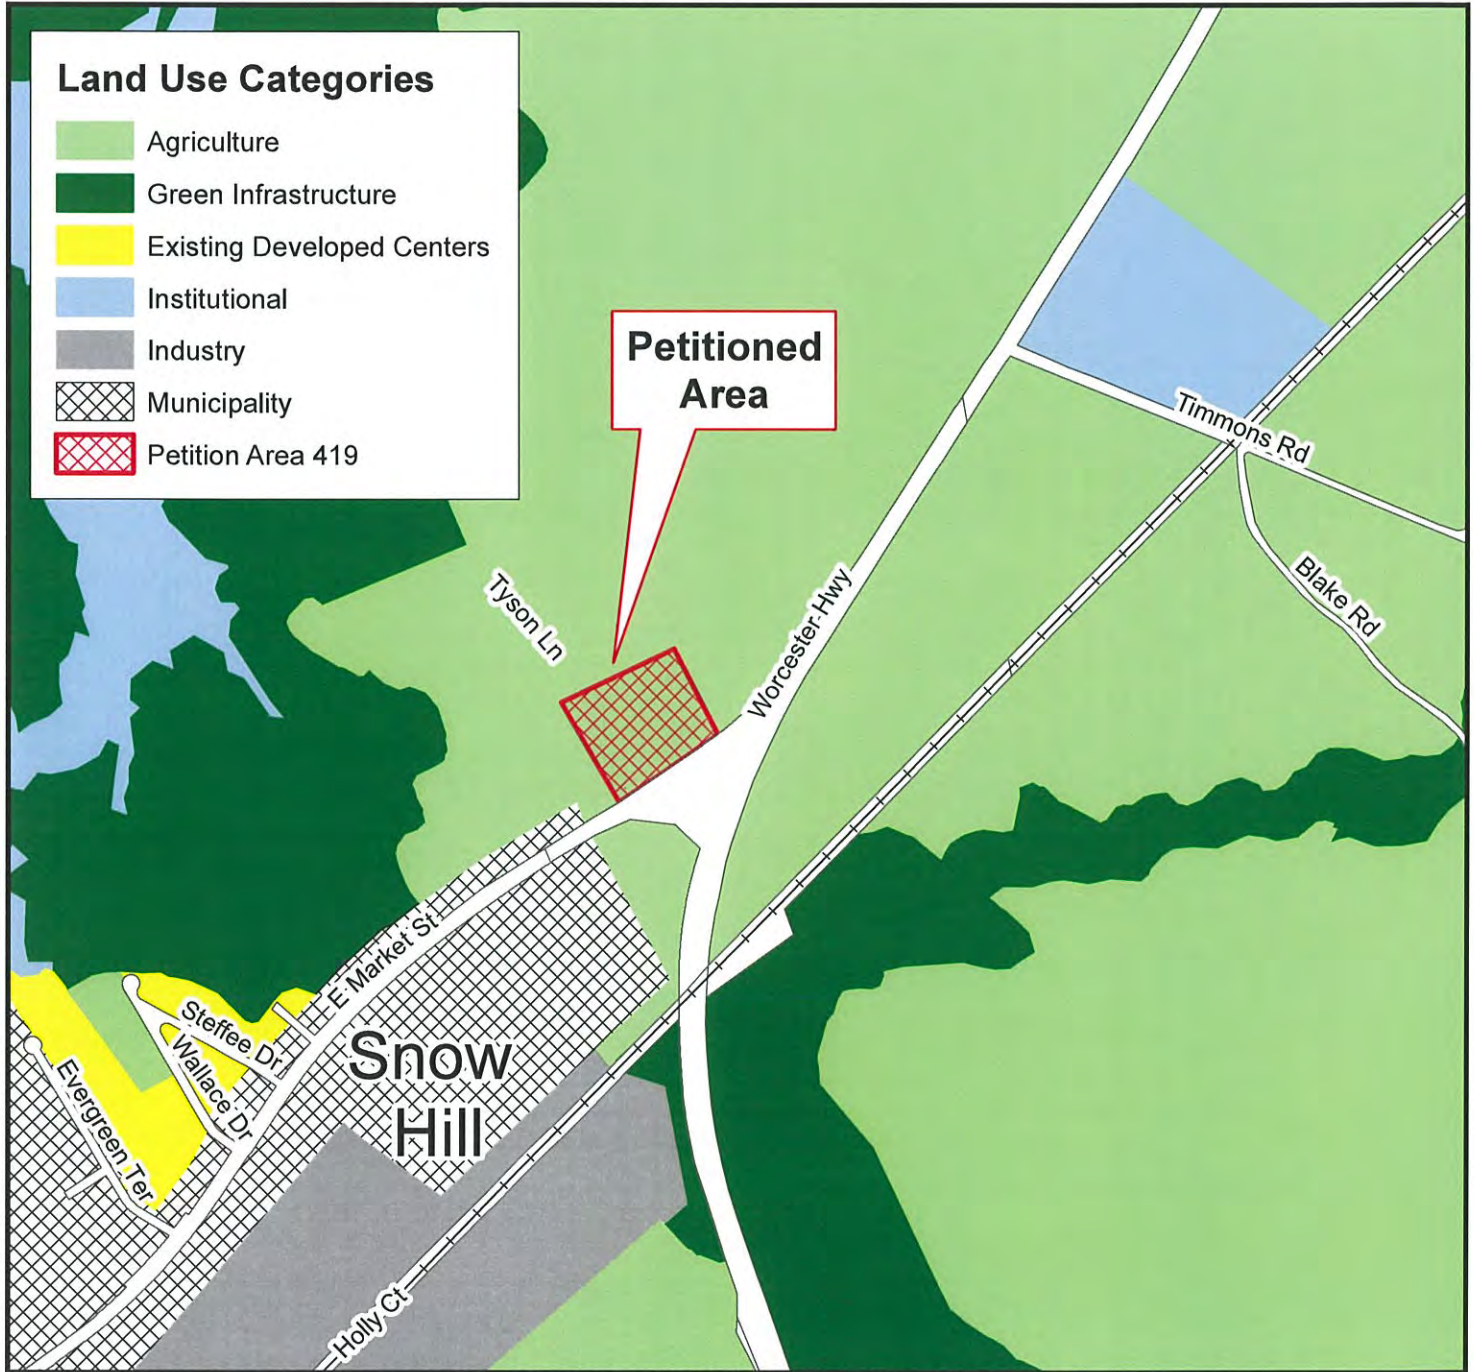 Land Use Categories
Agriculture
Green Infrastructure
Existing Developed Centers
Institutional
Industry
Municipality
Petition Area 419
Petitioned
Area
Timmons Rd
Blake Rd
Tyson Ln
Worcester Hwy
E Market St
Steffee Dr
Wallace Dr
Evergreen Ter
Snow
Hill
Holly Ct